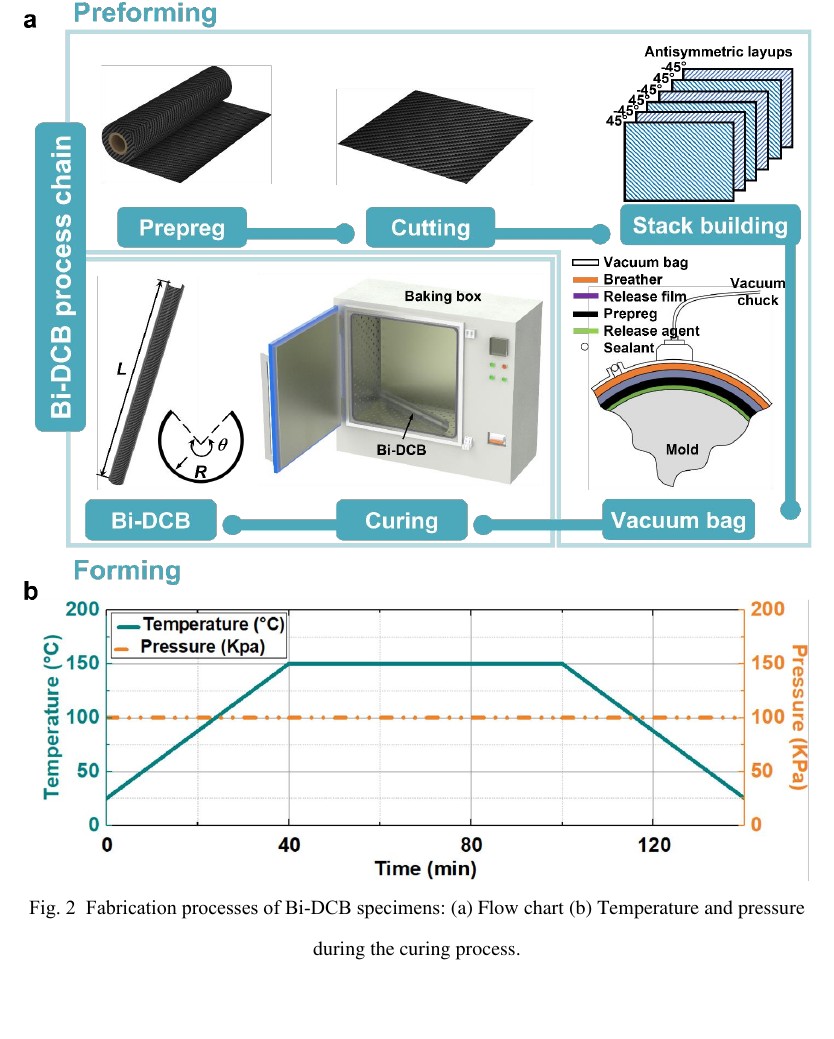 a
Preforming
Antisymmetric layups
-45°
45°
-45°
45°
-45°
45°
Bi-DCB process chain
Prepreg
Cutting
Stack building
Vacuum bag
Breather
Release film
Prepreg
Release agent
Sealant
Vacuum
chuck
Mold
Baking box
Bi-DCB
L
θ
R
Bi-DCB
Curing
Vacuum bag
Forming
b
Temperature (°C)
Pressure (Kpa)
200
150
100
50
0
Temperature (°C)
200
150
100
50
0
Pressure (KPa)
0
40
80
120
Time (min)
Fig. 2 Fabrication processes of Bi-DCB specimens: (a) Flow chart (b) Temperature and pressure
during the curing process.